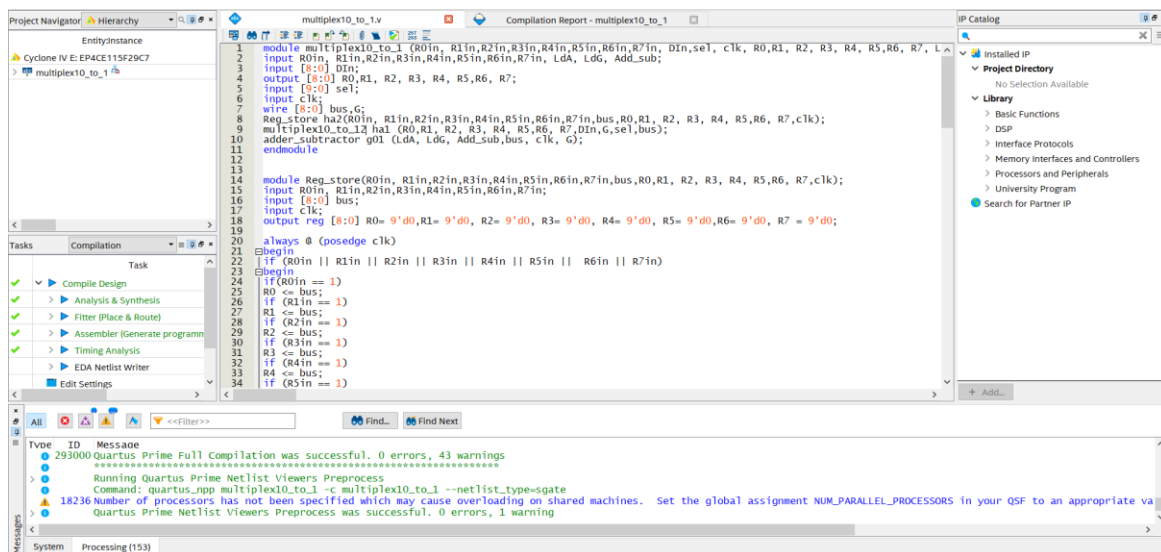 Project Navigator Hierarchy
Entity:Instance
Cyclone IV E: EP4CE115F29C7
multiplex10_to_1
Tasks Compilation
Task
Compile Design
Analysis & Synthesis
Fitter (Place & Route)
Assembler (Generate programn
Timing Analysis
EDA Netlist Writer
Edit Settings
multiplex10_to_1.v
Compilation Report - multiplex10_to_1
1 module multiplex10_to_1 (R0in, R1in,R2in,R3in,R4in,R5in,R6in,R7in, DIn,sel, clk, R0,R1, R2, R3, R4, R5,R6, R7, L
2 input R0in, R1in,R2in,R3in,R4in,R5in,R6in,R7in, LdA, LdG, Add_sub;
3 input [8:0] DIn;
4 output [8:0] R0,R1, R2, R3, R4, R5,R6, R7;
5 input [9:0] sel;
6 input clk;
7 wire [8:0] bus,G;
8 Reg_store ha2(R0in, R1in,R2in,R3in,R4in,R5in,R6in,R7in,bus,R0,R1, R2, R3, R4, R5,R6, R7,clk);
9 multiplex10_to_12 ha1 (R0,R1, R2, R3, R4, R5,R6, R7,DIn,G,sel,bus);
10 adder_subtractor g01 (LdA, LdG, Add_sub,bus, clk, G);
11 endmodule
12
13
14 module Reg_store(R0in, R1in,R2in,R3in,R4in,R5in,R6in,R7in,bus,R0,R1, R2, R3, R4, R5,R6, R7,clk);
15 input R0in, R1in,R2in,R3in,R4in,R5in,R6in,R7in;
16 input [8:0] bus;
17 input clk;
18 output reg [8:0] R0= 9'd0,R1= 9'd0, R2= 9'd0, R3= 9'd0, R4= 9'd0, R5= 9'd0,R6= 9'd0, R7 = 9'd0;
19
20 always @ (posedge clk)
21 begin
22 if (R0in || R1in || R2in || R3in || R4in || R5in || R6in || R7in)
23 begin
24 if(R0in == 1)
25 R0 <= bus;
26 if (R1in == 1)
27 R1 <= bus;
28 if (R2in == 1)
29 R2 <= bus;
30 if (R3in == 1)
31 R3 <= bus;
32 if (R4in == 1)
33 R4 <= bus;
34 if (R5in == 1)
IP Catalog
Installed IP
Project Directory
No Selection Available
Library
Basic Functions
DSP
Interface Protocols
Memory Interfaces and Controllers
Processors and Peripherals
University Program
Search for Partner IP
+ Add...
All <<Filter>> Find... Find Next
Type ID Message
293000 Quartus Prime Full Compilation was successful. 0 errors, 43 warnings
*******************************************************************
Running Quartus Prime Netlist Viewers Preprocess
Command: quartus_npp multiplex10_to_1 -c multiplex10_to_1 --netlist_type=sgate
18236 Number of processors has not been specified which may cause overloading on shared machines. Set the global assignment NUM_PARALLEL_PROCESSORS in your QSF to an appropriate va
Quartus Prime Netlist Viewers Preprocess was successful. 0 errors, 1 warning
Messages
System Processing (153)